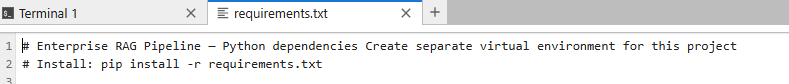 Terminal 1
requirements.txt
1 # Enterprise RAG Pipeline — Python dependencies Create separate virtual environment for this project
2 # Install: pip install -r requirements.txt
3